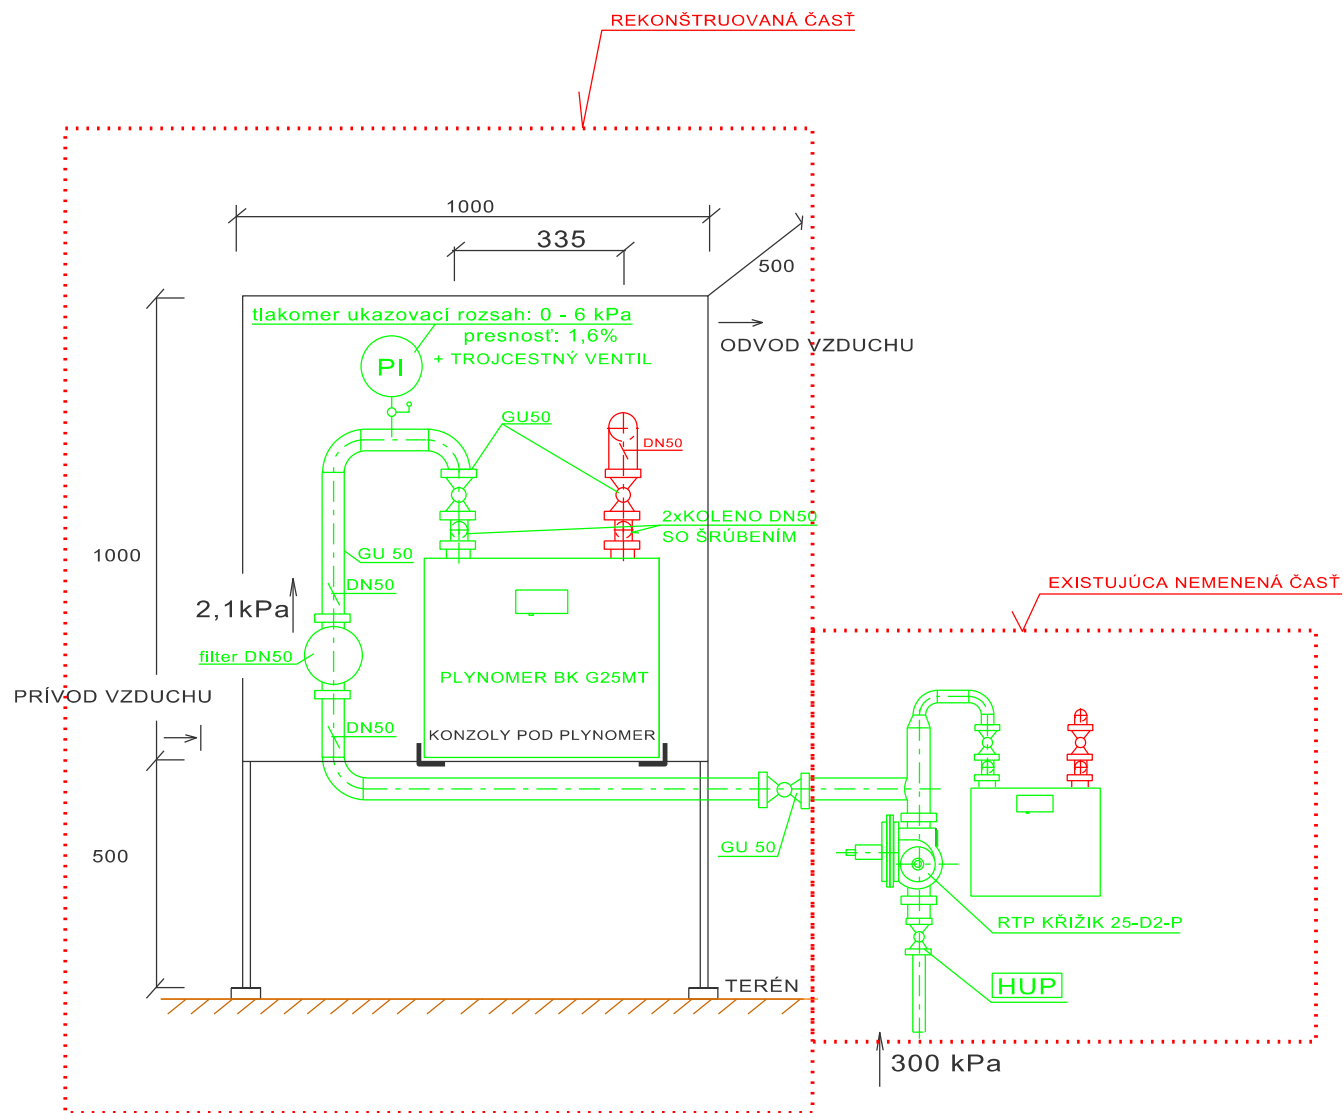 REKONŠTRUOVANÁ ČASŤ
1000
335
500
tlakomer ukazovací rozsah: 0 - 6 kPa
presnosť: 1,6%
+ TROJCESTNÝ VENTIL
ODVOD VZDUCHU
PI
GU50
DN50
2xKOLENO DN50
SO ŠRÚBENÍM
1000
GU 50
DN50
2,1kPa
EXISTUJÚCA NEMENENÁ ČASŤ
filter DN50
PLYNOMER BK G25MT
PRÍVOD VZDUCHU
DN50
KONZOLY POD PLYNOMER
500
GU 50
RTP KŘIŽIK 25-D2-P
TERÉN
HUP
300 kPa